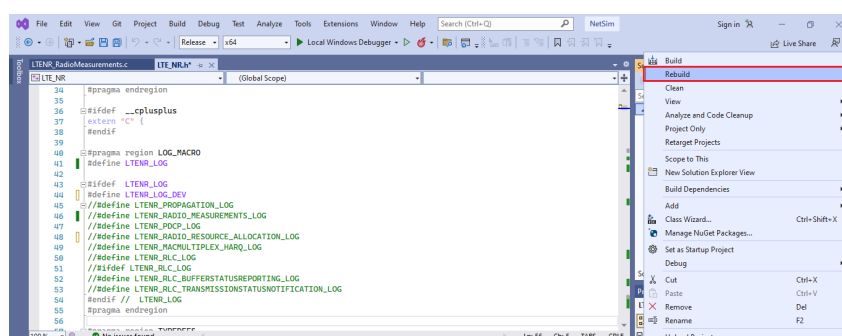 File Edit View Git Project Build Debug Test Analyze Tools Extensions Window Help Search (Ctrl+Q) NetSim Sign in
Release x64 Local Windows Debugger Live Share
Toolbox
LTENR_RadioMeasurements.c LTE_NR.h*
LTE_NR (Global Scope)
34 #pragma endregion
35
36 #ifdef __cplusplus
37 extern "C" {
38 #endif
39
40 #pragma region LOG_MACRO
41 #define LTENR_LOG
42
43 #ifdef LTENR_LOG
44 #define LTENR_LOG_DEV
45 //#define LTENR_PROPAGATION_LOG
46 //#define LTENR_RADIO_MEASUREMENTS_LOG
47 //#define LTENR_PDCP_LOG
48 //#define LTENR_RADIO_RESOURCE_ALLOCATION_LOG
49 //#define LTENR_MACMULTIPLEX_HARQ_LOG
50 //#define LTENR_RLC_LOG
51 //#ifdef LTENR_RLC_LOG
52 //#define LTENR_RLC_BUFFERSTATUSREPORTING_LOG
53 //#define LTENR_RLC_TRANSMISSIONSTATUSNOTIFICATION_LOG
54 #endif // LTENR_LOG
55 #pragma endregion
56
Build
Rebuild
Clean
View
Analyze and Code Cleanup
Project Only
Retarget Projects
Scope to This
New Solution Explorer View
Build Dependencies
Add
Class Wizard... Ctrl+Shift+X
Manage NuGet Packages...
Set as Startup Project
Debug
Cut Ctrl+X
Paste Ctrl+V
Remove Del
Rename F2